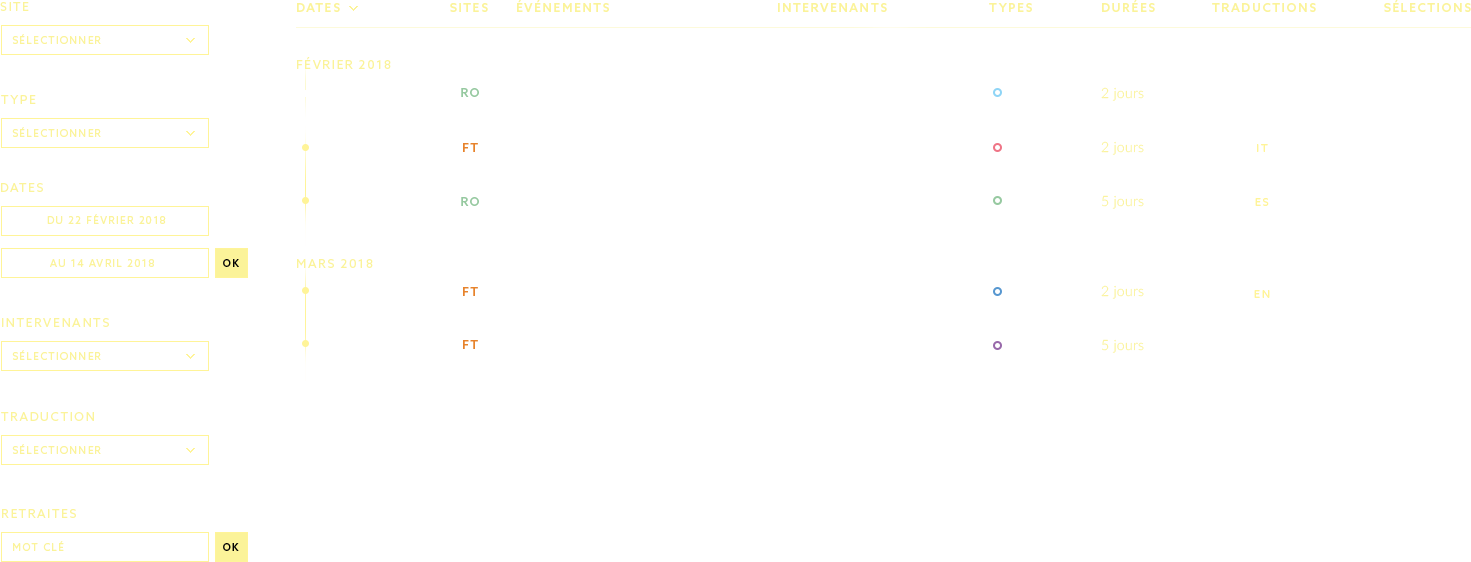 SITE
SÉLECTIONNER
TYPE
SÉLECTIONNER
DATES
DU 22 FÉVRIER 2018
AU 14 AVRIL 2018 OK
INTERVENANTS
SÉLECTIONNER
TRADUCTION
SÉLECTIONNER
RETRAITES
MOT CLÉ OK
DATES SITES ÉVÉNEMENTS INTERVENANTS TYPES DURÉES TRADUCTIONS SÉLECTIONS
FÉVRIER 2018
RO 2 jours
FT 2 jours IT
RO 5 jours ES
MARS 2018
FT 2 jours EN
FT 5 jours